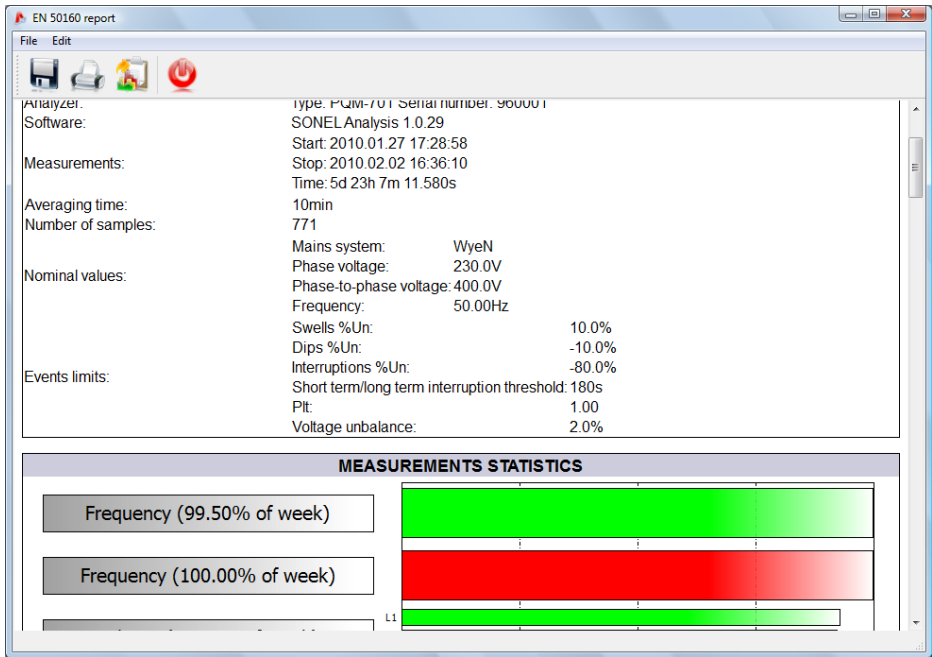 EN 50160 report
File Edit
Analyzer: Type: PQM-701 Serial number: 960001
Software: SONEL Analysis 1.0.29
Start: 2010.01.27 17:28:58
Measurements: Stop: 2010.02.02 16:36:10
Time: 5d 23h 7m 11.580s
Averaging time: 10min
Number of samples: 771
Mains system: WyeN
Phase voltage: 230.0V
Nominal values:
Phase-to-phase voltage: 400.0V
Frequency: 50.00Hz
Swells %Un: 10.0%
Dips %Un: -10.0%
Interruptions %Un: -80.0%
Events limits:
Short term/long term interruption threshold: 180s
Plt: 1.00
Voltage unbalance: 2.0%
MEASUREMENTS STATISTICS
Frequency (99.50% of week)
Frequency (100.00% of week)
L1